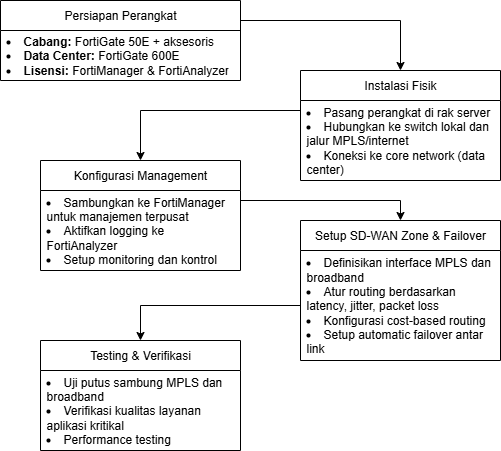 Persiapan Perangkat
• Cabang: FortiGate 50E + aksesoris
• Data Center: FortiGate 600E
• Lisensi: FortiManager & FortiAnalyzer
Instalasi Fisik
• Pasang perangkat di rak server
• Hubungkan ke switch lokal dan
jalur MPLS/internet
• Koneksi ke core network (data
center)
Konfigurasi Management
• Sambungkan ke FortiManager
untuk manajemen terpusat
• Aktifkan logging ke
FortiAnalyzer
• Setup monitoring dan kontrol
Setup SD-WAN Zone & Failover
• Definisikan interface MPLS dan
broadband
• Atur routing berdasarkan
latency, jitter, packet loss
• Konfigurasi cost-based routing
• Setup automatic failover antar
link
Testing & Verifikasi
• Uji putus sambung MPLS dan
broadband
• Verifikasi kualitas layanan
aplikasi kritikal
• Performance testing